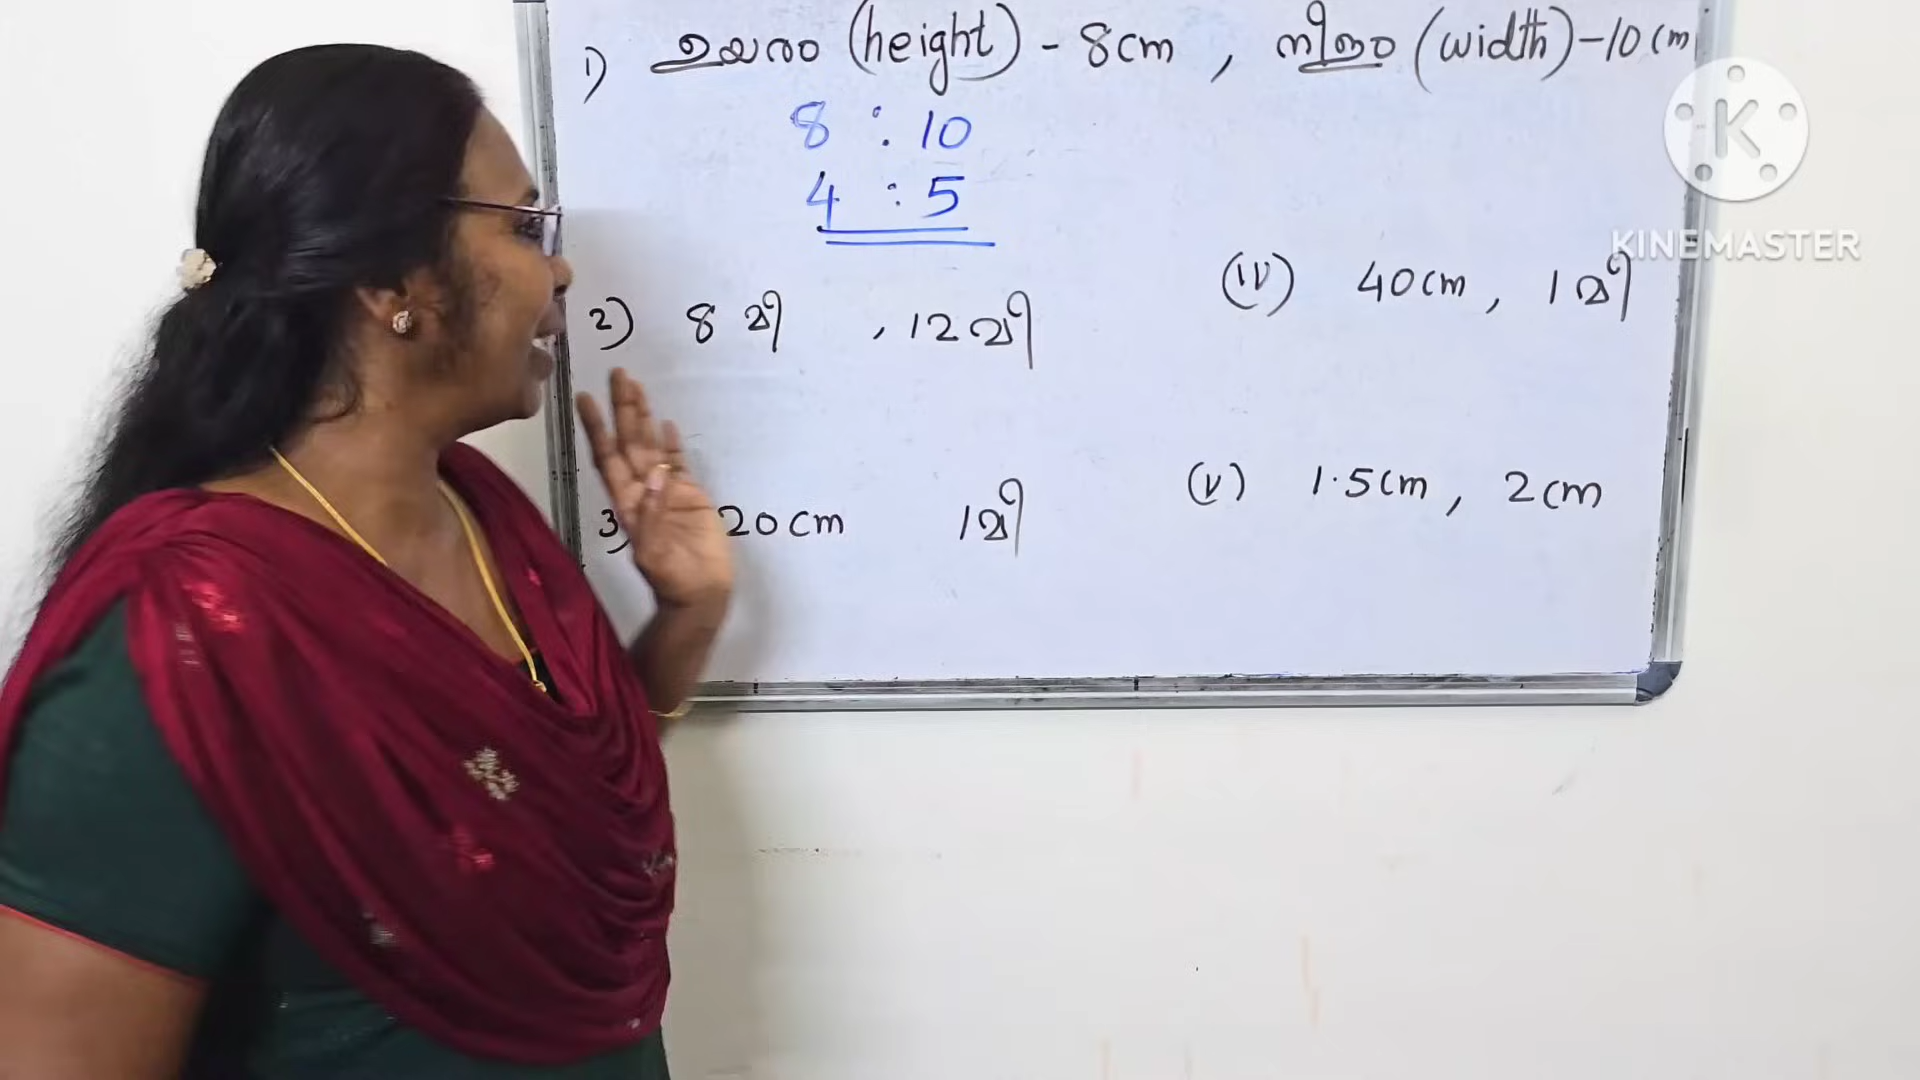 1) ഉയരം (height) - 8cm , നീളം (width) - 10cm
8 : 10
4 : 5
2) 8 മീ , 12 മീ
3) 20cm 1മീ
(iv) 40cm , 1 മീ
(v) 1.5cm , 2cm
K
KINEMASTER